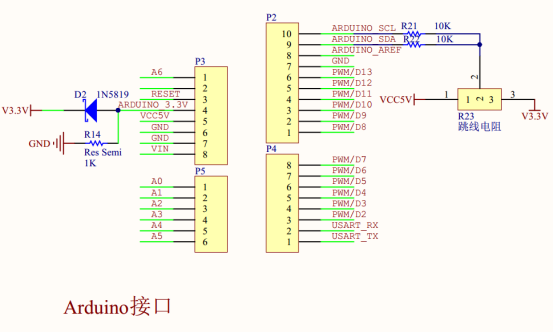 P2
ARDUINO_SCL R21 10K
10
ARDUINO_SDA 10K
9
ARDUINO_AREF
8
GND
7
PWM/D13
6
PWM/D12
5
PWM/D11
4
PWM/D10
3
PWM/D9
2
PWM/D8
1
2
VCC5V 1 1 2 3 3 V3.3V
R23
跳线电阻
P3
A6 1
2
RESET 3
ARDUINO_3.3V 4
VCC5V 5
GND 6
GND 7
VIN 8
D2 1N5819
V3.3V
R14
GND
Res Semi
1K
P5
A0 1
A1 2
A2 3
A3 4
A4 5
A5 6
P4
8 PWM/D7
7 PWM/D6
6 PWM/D5
5 PWM/D4
4 PWM/D3
3 PWM/D2
2 USART_RX
1 USART_TX
Arduino接口